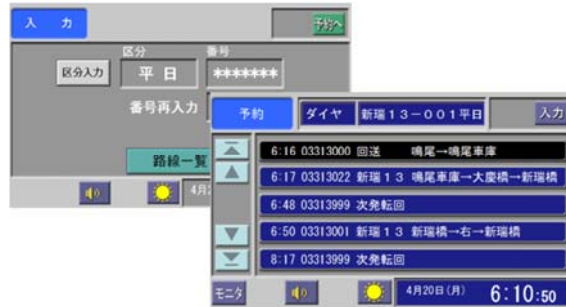 入 力
予約へ
区分 番号
区分入力 平 日 *******
番号再入力
路線一覧
予約 ダイヤ 新瑞13-001平日 入力
6:16 03313000 回送 鳴尾→鳴尾車庫
6:17 03313022 新瑞13 鳴尾車庫→大慶橋→新瑞橋
6:48 03313999 次発転回
6:50 03313001 新瑞13 新瑞橋→右→新瑞橋
8:17 03313999 次発転回
モニタ 4月20日(月) 6:10:50